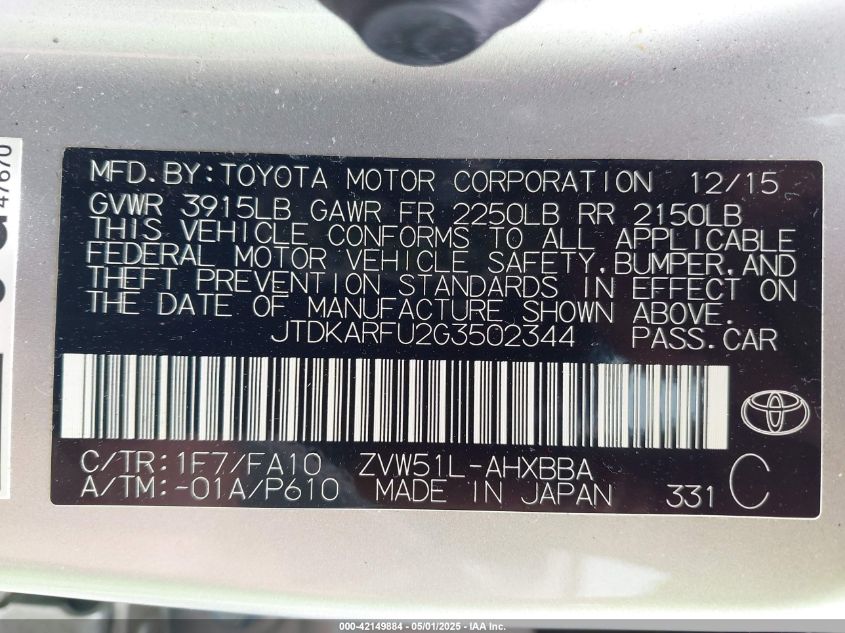 MFD.BY:TOYOTA MOTOR CORPORATION 12/15
GVWR 3915LB GAWR FR 2250LB RR 2150LB
THIS VEHICLE CONFORMS TO ALL APPLICABLE
FEDERAL MOTOR VEHICLE SAFETY,BUMPER,AND
THEFT PREVENTION STANDARDS IN EFFECT ON
THE DATE OF MANUFACTURE SHOWN ABOVE.
JTDKARFU2G3502344 PASS.CAR
C/TR:1F7/FA10 ZVW51L-AHXBBA
A/TM:-01A/P610 MADE IN JAPAN 331 C
47670
000-42149884 / 05/01/2025 - IAA Inc.